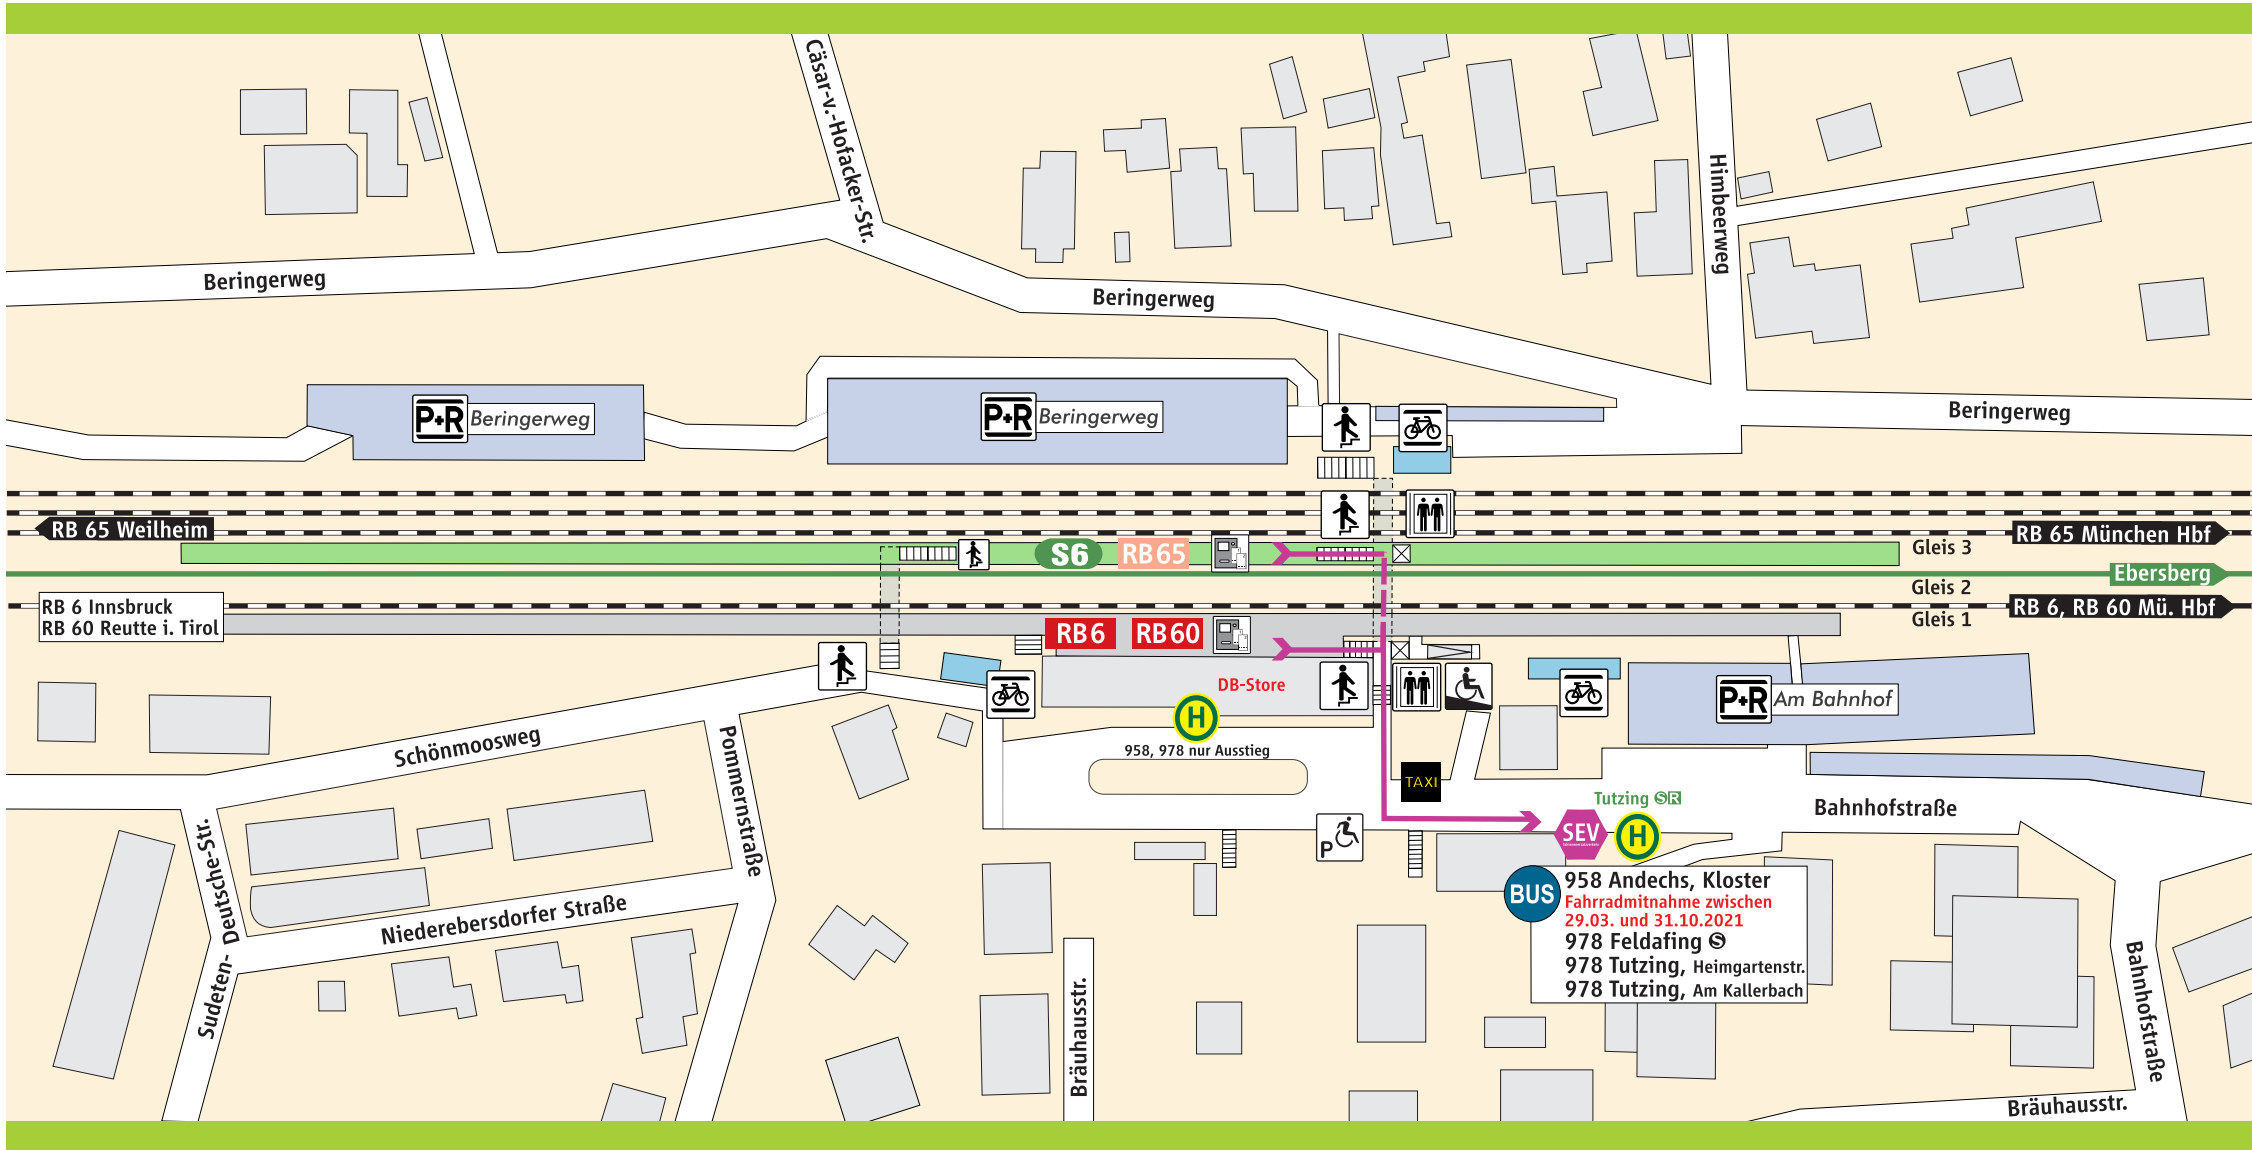 Cäsar-v.-Hofacker-Str.
Himbeerweg
Beringerweg
Beringerweg
Beringerweg
P+R Beringerweg
P+R Beringerweg
RB 65 Weilheim
RB 65 München Hbf
S6 RB65
Gleis 3
Ebersberg
Gleis 2
RB 6 Innsbruck
RB 60 Reutte i. Tirol
RB 6, RB 60 Mü. Hbf
Gleis 1
RB6 RB60
DB-Store
H
958, 978 nur Ausstieg
P+R Am Bahnhof
Schönmoosweg
Pommernstraße
TAXI
Tutzing SR
Bahnhofstraße
SEV
H
P
Sudeten- Deutsche-Str.
Niederebersdorfer Straße
BUS
958 Andechs, Kloster
Fahrradmitnahme zwischen
29.03. und 31.10.2021
978 Feldafing S
978 Tutzing, Heimgartenstr.
978 Tutzing, Am Kallerbach
Bräuhausstr.
Bahnhofstraße
Bräuhausstr.